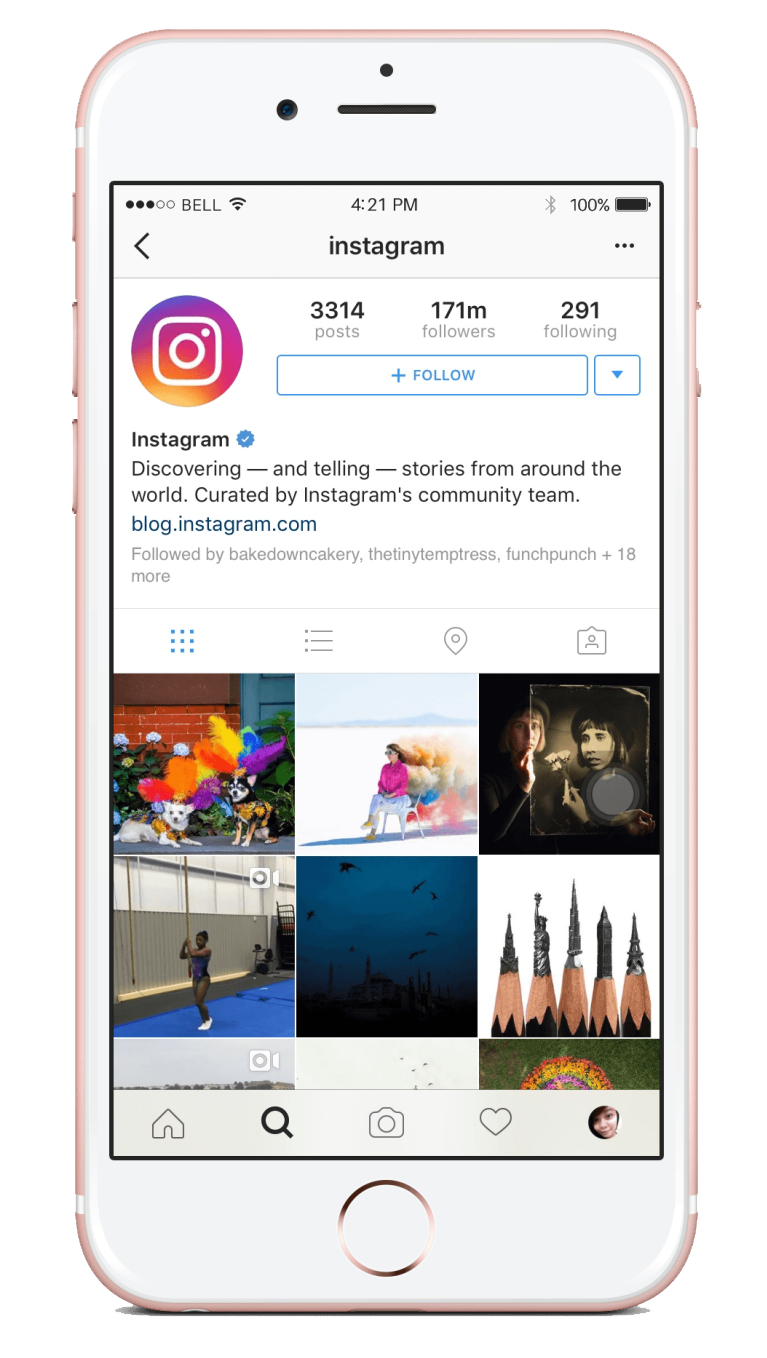 BELL 4:21 PM 100%
instagram
3314 171m 291
posts followers following
+ FOLLOW
Instagram
Discovering — and telling — stories from around the
world. Curated by Instagram's community team.
blog.instagram.com
Followed by bakedowncakery, thetinytemptress, funchpunch + 18
more